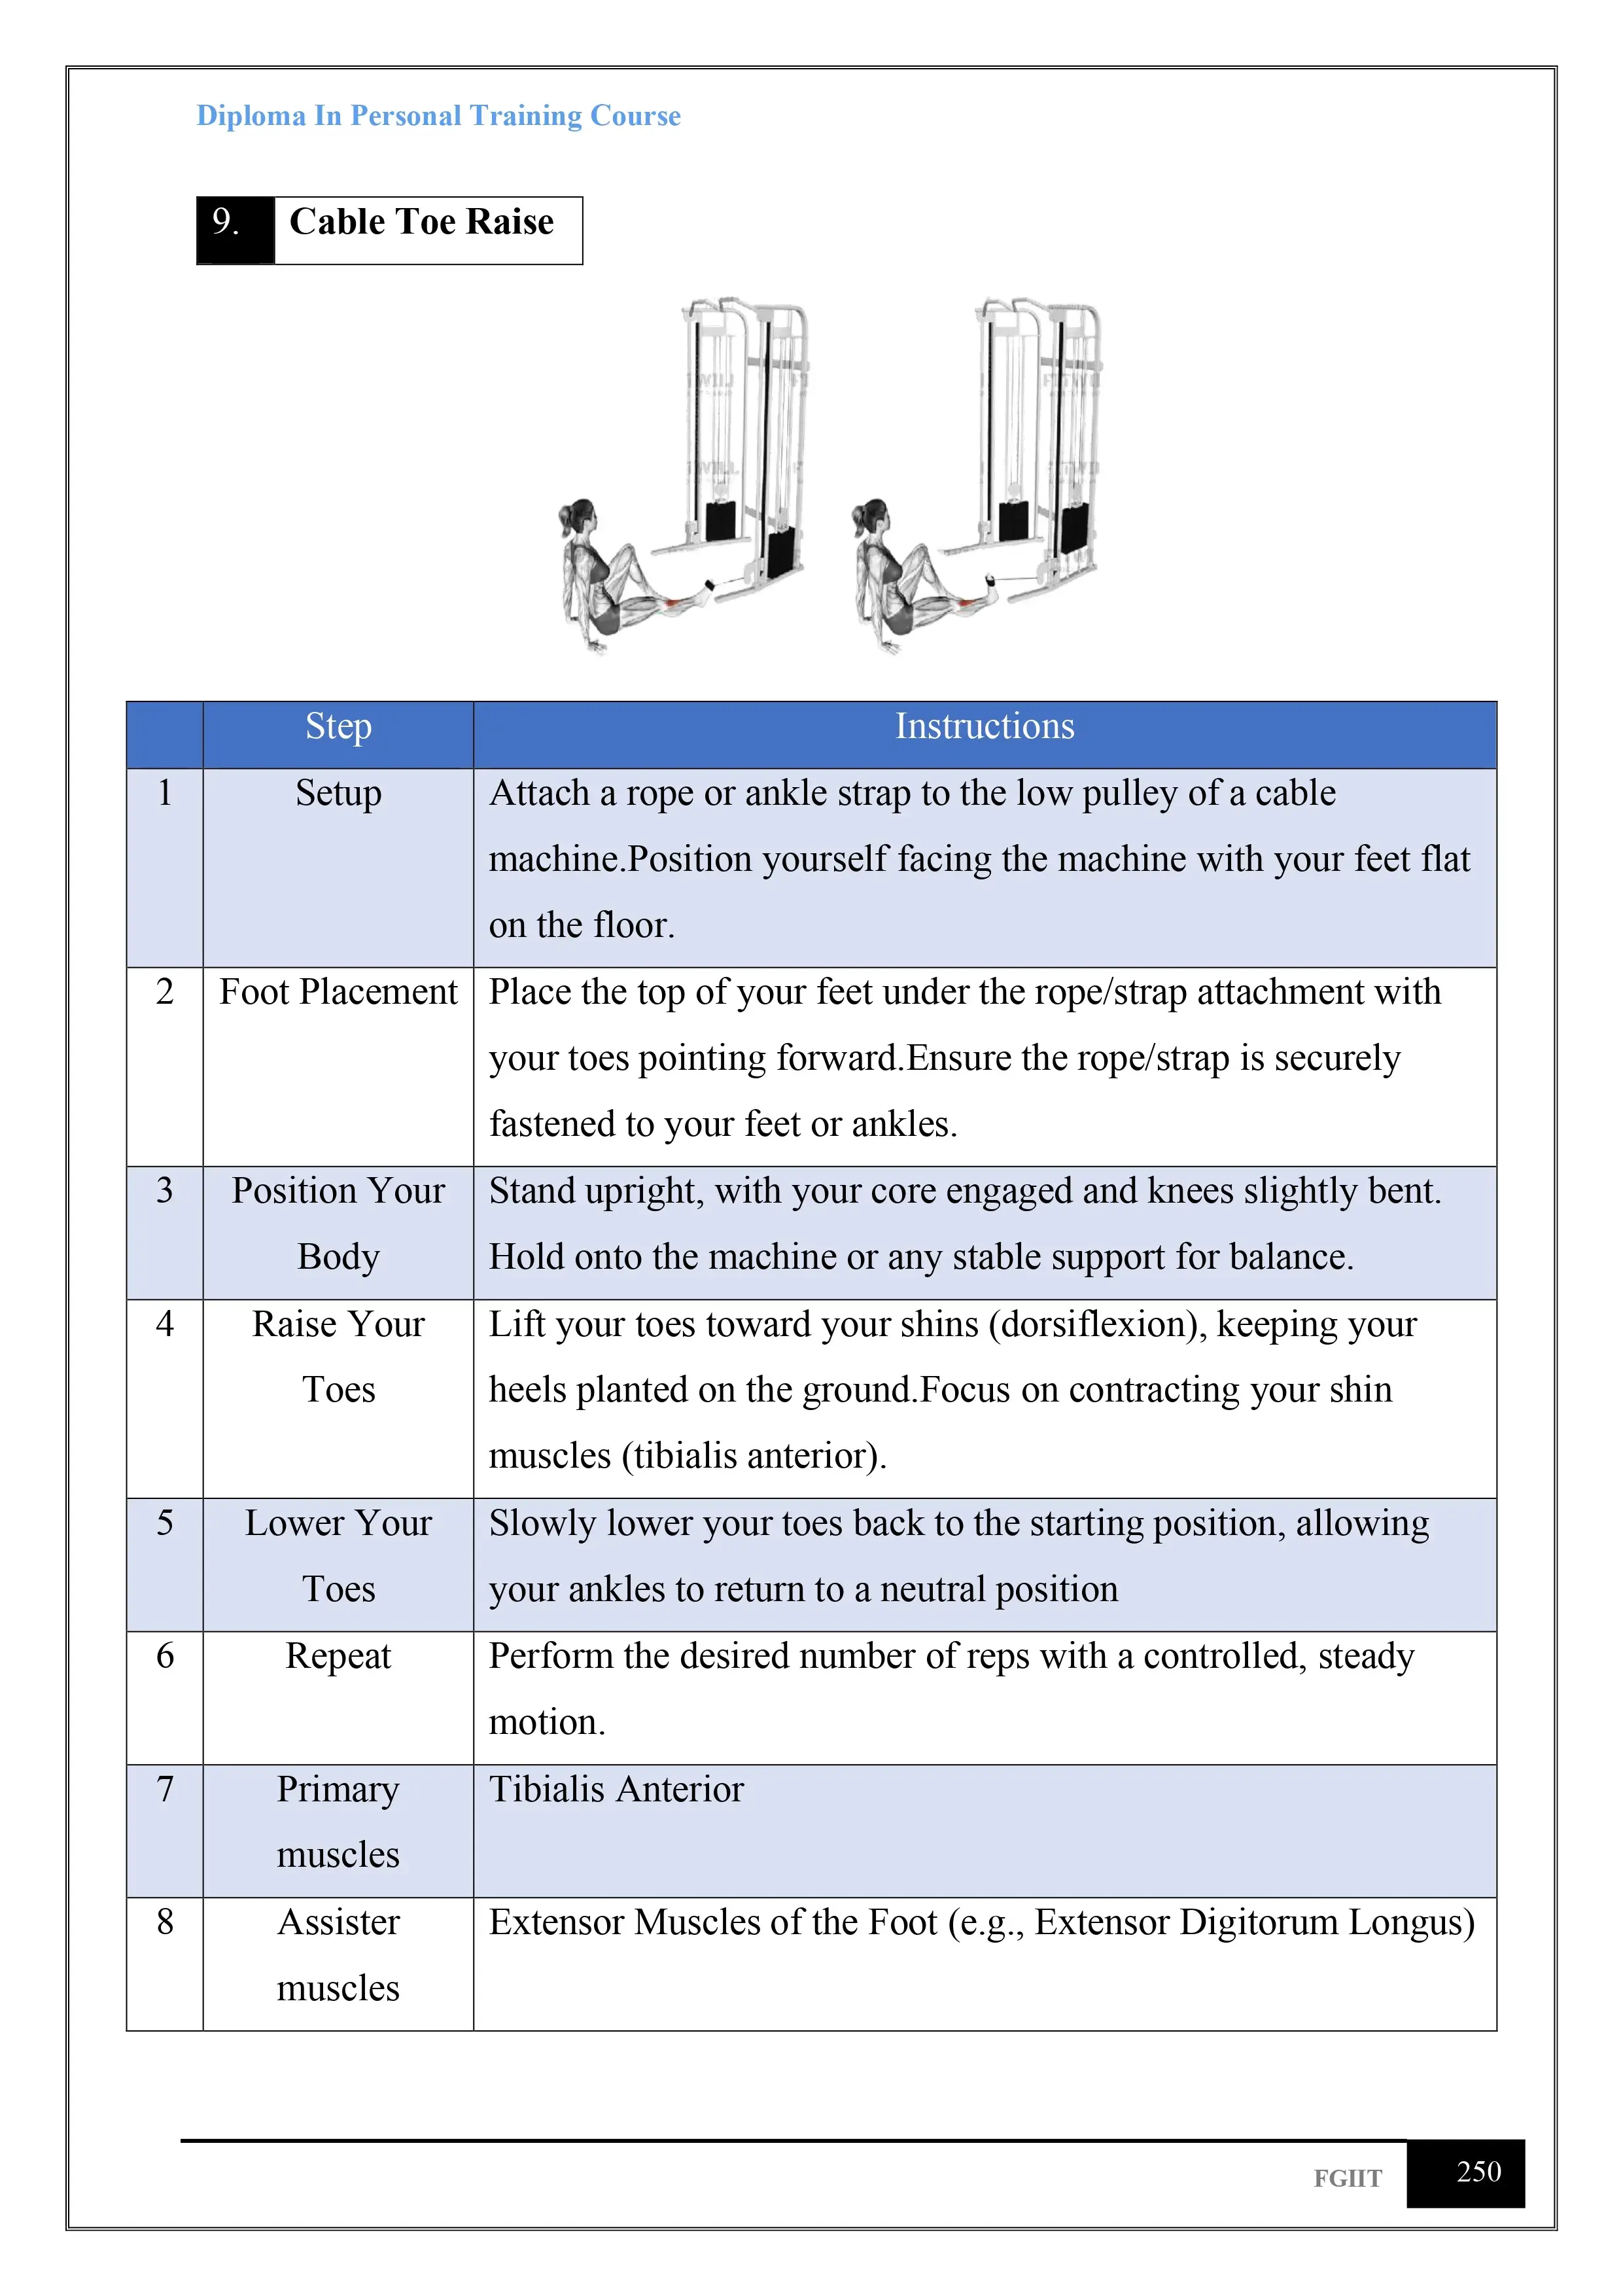 Diploma In Personal Training Course
9. Cable Toe Raise
Step Instructions
1 Setup Attach a rope or ankle strap to the low pulley of a cable
machine.Position yourself facing the machine with your feet flat
on the floor.
2 Foot Placement Place the top of your feet under the rope/strap attachment with
your toes pointing forward.Ensure the rope/strap is securely
fastened to your feet or ankles.
3 Position Your Stand upright, with your core engaged and knees slightly bent.
Body Hold onto the machine or any stable support for balance.
4 Raise Your Lift your toes toward your shins (dorsiflexion), keeping your
Toes heels planted on the ground.Focus on contracting your shin
muscles (tibialis anterior).
5 Lower Your Slowly lower your toes back to the starting position, allowing
Toes your ankles to return to a neutral position
6 Repeat Perform the desired number of reps with a controlled, steady
motion.
7 Primary Tibialis Anterior
muscles
8 Assister Extensor Muscles of the Foot (e.g., Extensor Digitorum Longus)
muscles
FGIIT 250